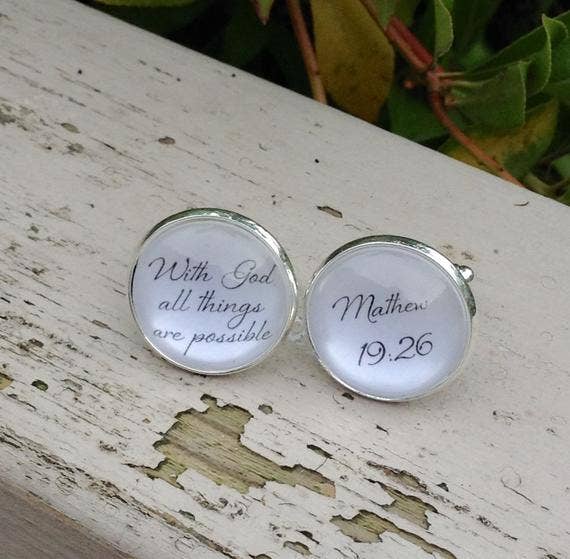 With God
all things
are possible
Mathew
19:26